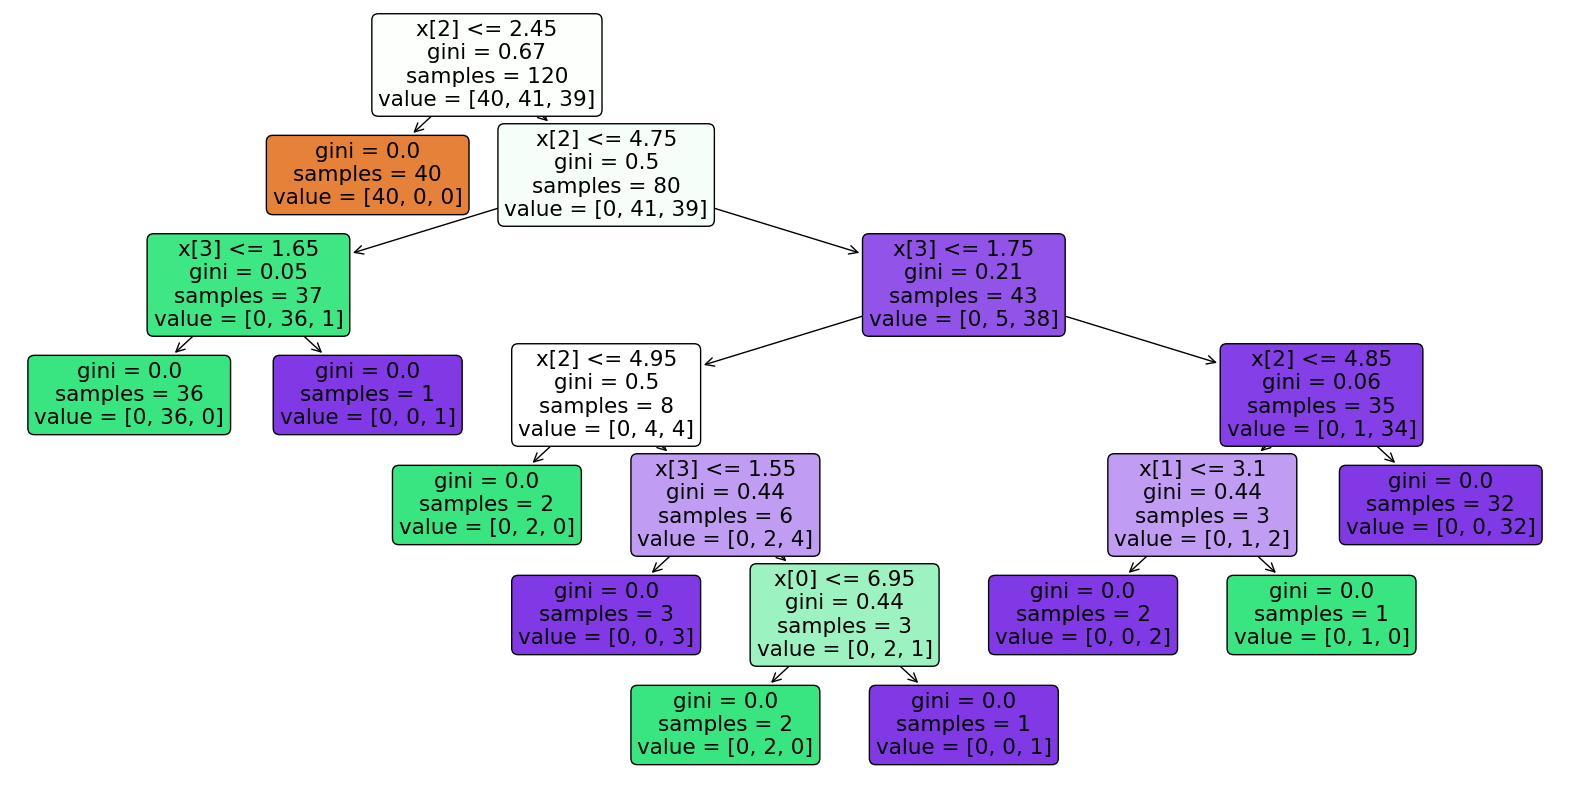 x[2] <= 2.45
gini = 0.67
samples = 120
value = [40, 41, 39]
gini = 0.0
samples = 40
value = [40, 0, 0]
x[2] <= 4.75
gini = 0.5
samples = 80
value = [0, 41, 39]
x[3] <= 1.65
gini = 0.05
samples = 37
value = [0, 36, 1]
x[3] <= 1.75
gini = 0.21
samples = 43
value = [0, 5, 38]
gini = 0.0
samples = 36
value = [0, 36, 0]
gini = 0.0
samples = 1
value = [0, 0, 1]
x[2] <= 4.95
gini = 0.5
samples = 8
value = [0, 4, 4]
x[2] <= 4.85
gini = 0.06
samples = 35
value = [0, 1, 34]
gini = 0.0
samples = 2
value = [0, 2, 0]
x[3] <= 1.55
gini = 0.44
samples = 6
value = [0, 2, 4]
x[1] <= 3.1
gini = 0.44
samples = 3
value = [0, 1, 2]
gini = 0.0
samples = 32
value = [0, 0, 32]
gini = 0.0
samples = 3
value = [0, 0, 3]
x[0] <= 6.95
gini = 0.44
samples = 3
value = [0, 2, 1]
gini = 0.0
samples = 2
value = [0, 0, 2]
gini = 0.0
samples = 1
value = [0, 1, 0]
gini = 0.0
samples = 2
value = [0, 2, 0]
gini = 0.0
samples = 1
value = [0, 0, 1]